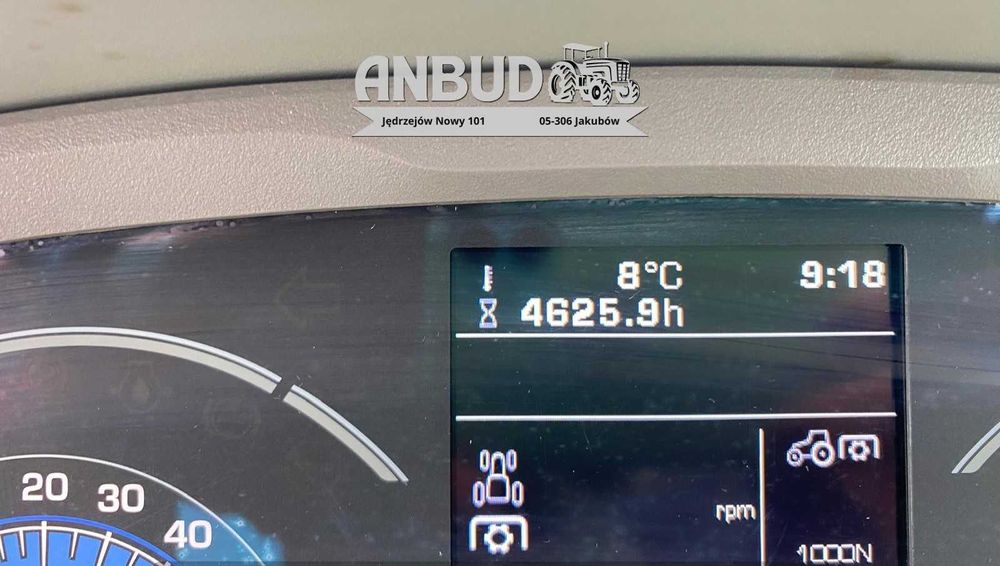 ANBUD
Jędrzejów Nowy 101 05-306 Jakubów
8°C 9:18
4625.9h
20 30 40
rpm
1000N